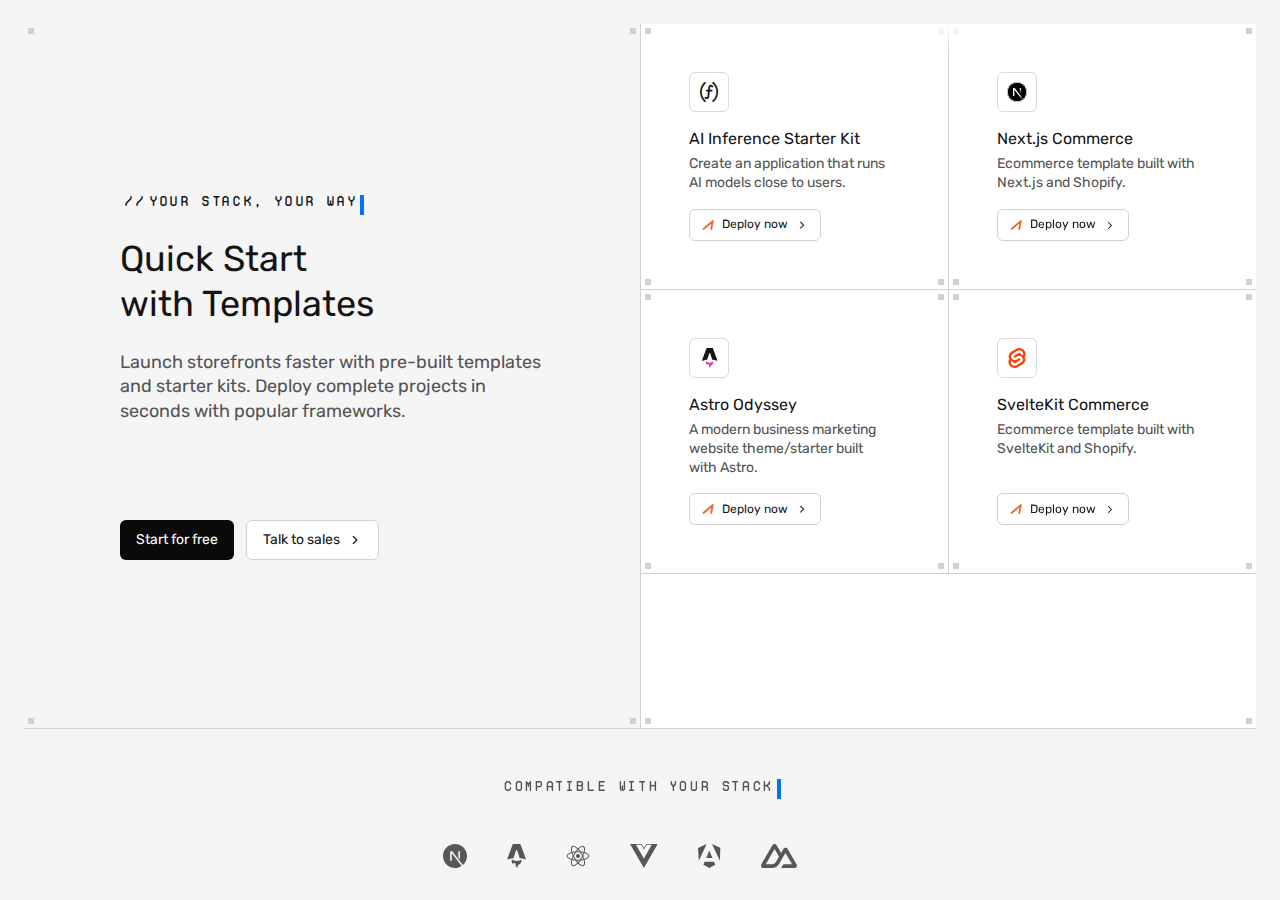 //YOUR STACK, YOUR WAY
Quick Start
with Templates
Launch storefronts faster with pre-built templates
and starter kits. Deploy complete projects in
seconds with popular frameworks.
Start for free
Talk to sales
AI Inference Starter Kit
Create an application that runs
AI models close to users.
Deploy now
Next.js Commerce
Ecommerce template built with
Next.js and Shopify.
Deploy now
Astro Odyssey
A modern business marketing
website theme/starter built
with Astro.
Deploy now
SvelteKit Commerce
Ecommerce template built with
SvelteKit and Shopify.
Deploy now
COMPATIBLE WITH YOUR STACK